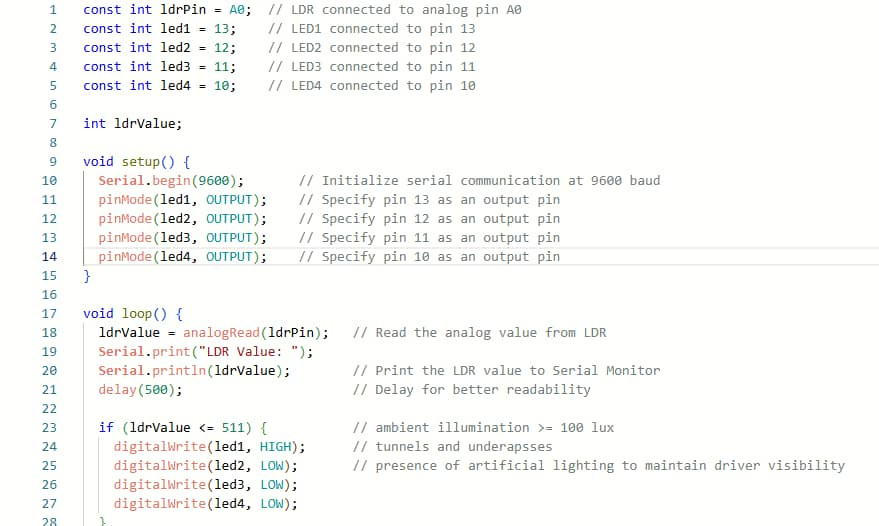 1 const int ldrPin = A0; // LDR connected to analog pin A0
2 const int led1 = 13; // LED1 connected to pin 13
3 const int led2 = 12; // LED2 connected to pin 12
4 const int led3 = 11; // LED3 connected to pin 11
5 const int led4 = 10; // LED4 connected to pin 10
6
7 int ldrValue;
8
9 void setup() {
10 Serial.begin(9600); // Initialize serial communication at 9600 baud
11 pinMode(led1, OUTPUT); // Specify pin 13 as an output pin
12 pinMode(led2, OUTPUT); // Specify pin 12 as an output pin
13 pinMode(led3, OUTPUT); // Specify pin 11 as an output pin
14 pinMode(led4, OUTPUT); // Specify pin 10 as an output pin
15 }
16
17 void loop() {
18 ldrValue = analogRead(ldrPin); // Read the analog value from LDR
19 Serial.print("LDR Value: ");
20 Serial.println(ldrValue); // Print the LDR value to Serial Monitor
21 delay(500); // Delay for better readability
22
23 if (ldrValue <= 511) { // ambient illumination >= 100 lux
24 digitalWrite(led1, HIGH); // tunnels and underapsses
25 digitalWrite(led2, LOW); // presence of artificial lighting to maintain driver visibility
26 digitalWrite(led3, LOW);
27 digitalWrite(led4, LOW);
28 }